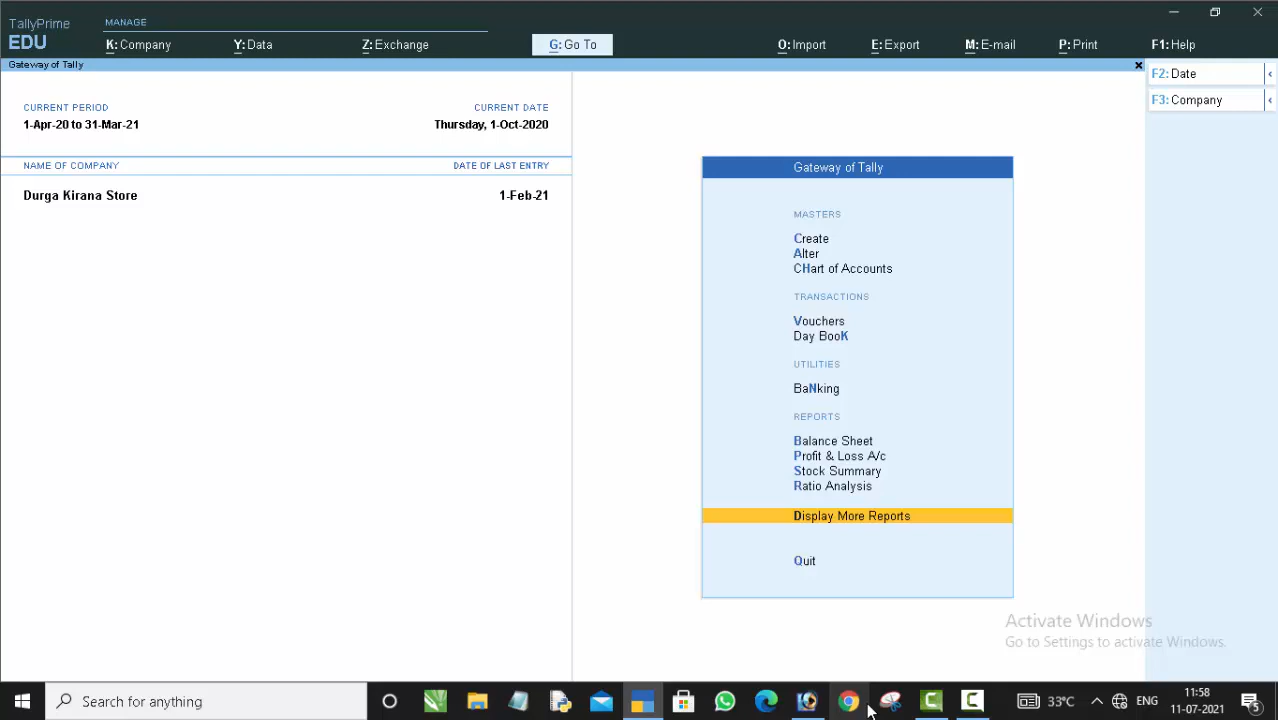 TallyPrime
EDU
MANAGE
K: Company
Y: Data
Z: Exchange
G: Go To
O: Import
E: Export
M: E-mail
P: Print
F1: Help
Gateway of Tally
F2: Date
F3: Company
CURRENT PERIOD
CURRENT DATE
1-Apr-20 to 31-Mar-21
Thursday, 1-Oct-2020
NAME OF COMPANY
DATE OF LAST ENTRY
Durga Kirana Store
1-Feb-21
Gateway of Tally
MASTERS
Create
Alter
CHart of Accounts
TRANSACTIONS
Vouchers
Day BooK
UTILITIES
BaNking
REPORTS
Balance Sheet
Profit & Loss A/c
Stock Summary
Ratio Analysis
Display More Reports
Quit
Activate Windows
Go to Settings to activate Windows.
Search for anything
33°C
ENG
11:58
11-07-2021
5